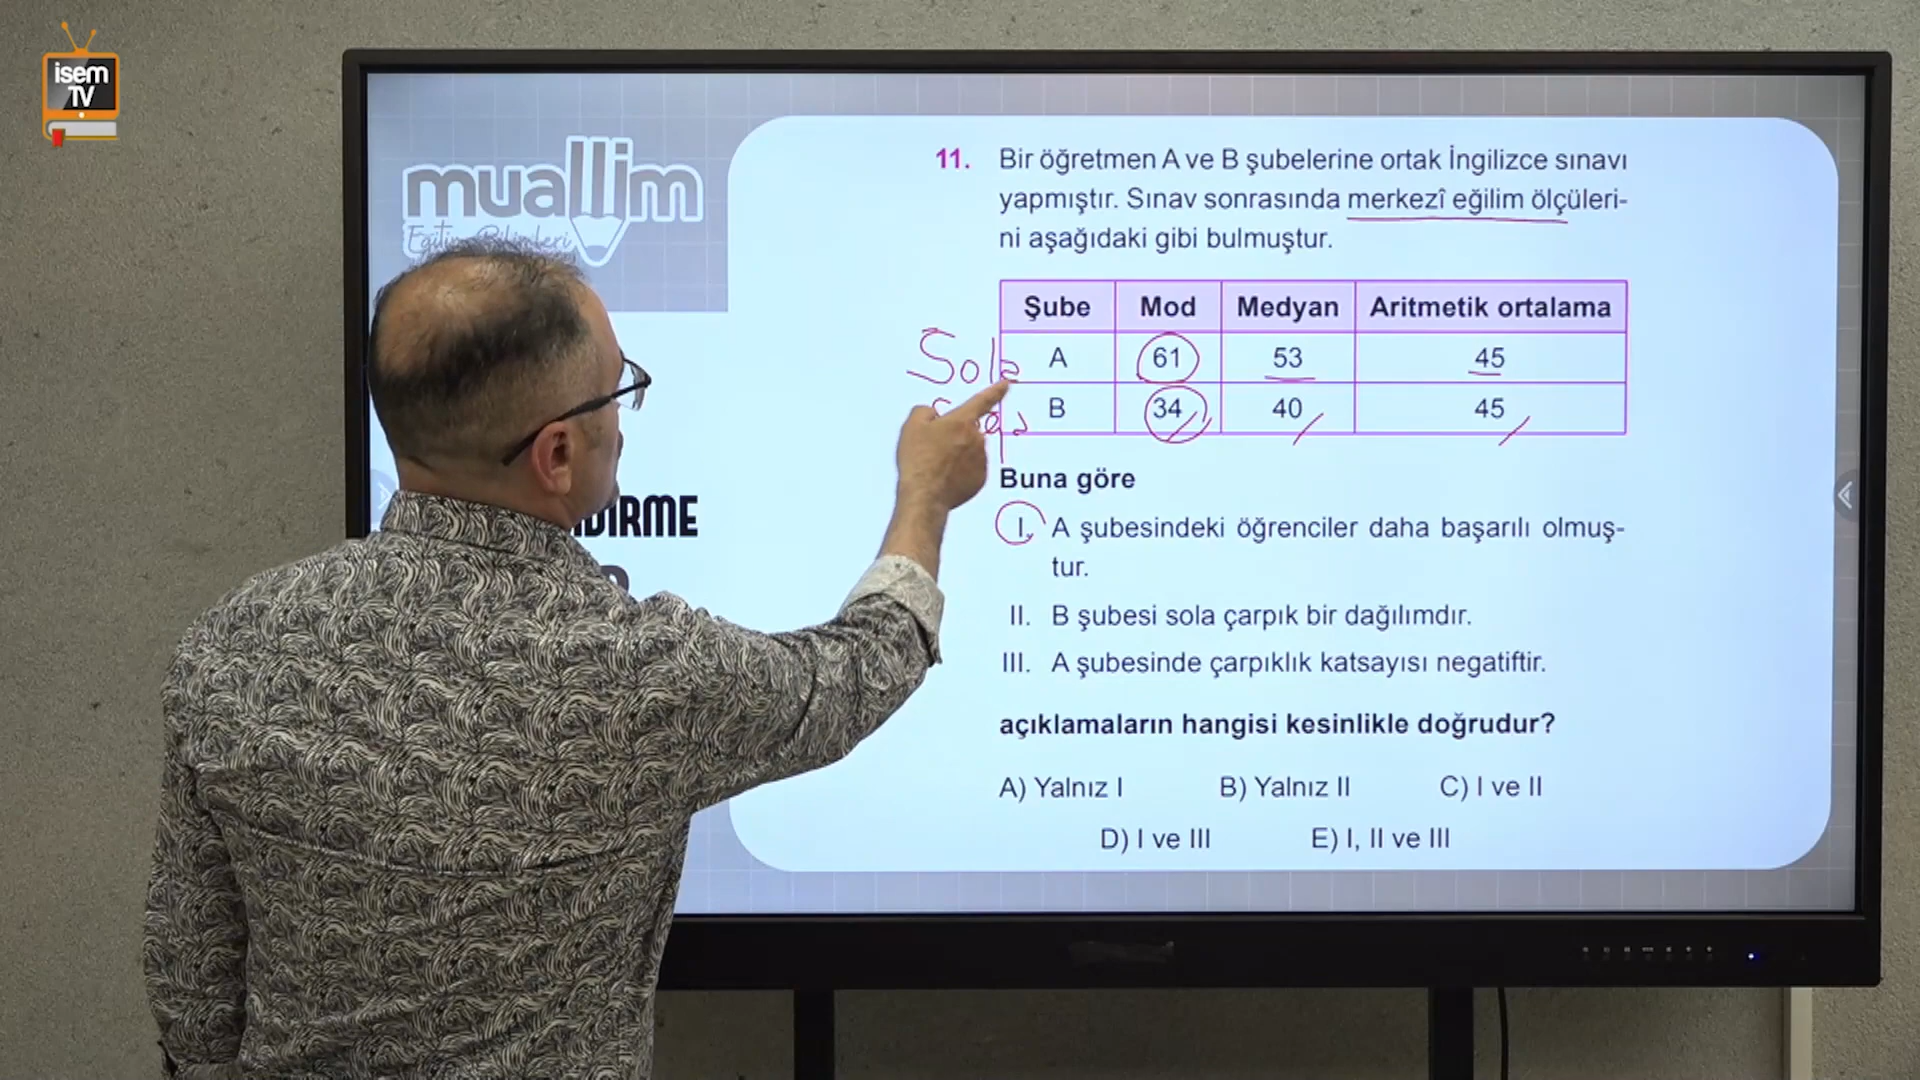 isem
TV
muallim
Eğitim Bilimleri
11. Bir öğretmen A ve B şubelerine ortak İngilizce sınavı
yapmıştır. Sınav sonrasında merkezî eğilim ölçüleri-
ni aşağıdaki gibi bulmuştur.
Şube Mod Medyan Aritmetik ortalama
Sola A 61 53 45
B 34 40 45
Buna göre
I. A şubesindeki öğrenciler daha başarılı olmuş-
tur.
II. B şubesi sola çarpık bir dağılımdır.
III. A şubesinde çarpıklık katsayısı negatiftir.
açıklamaların hangisi kesinlikle doğrudur?
A) Yalnız I B) Yalnız II C) I ve II
D) I ve III E) I, II ve III